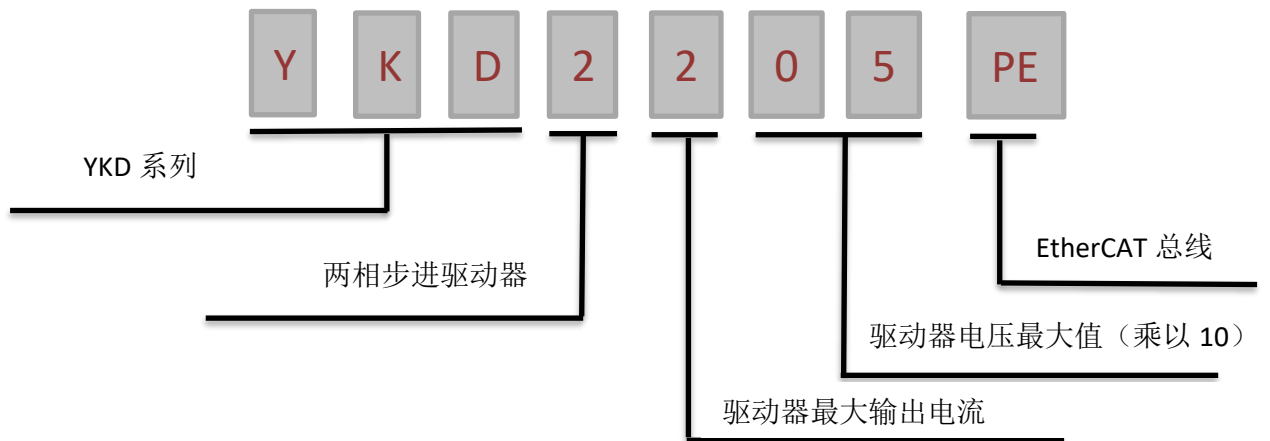 Y K D 2 2 0 5 PE
YKD 系列
EtherCAT 总线
两相步进驱动器
驱动器电压最大值（乘以 10）
驱动器最大输出电流